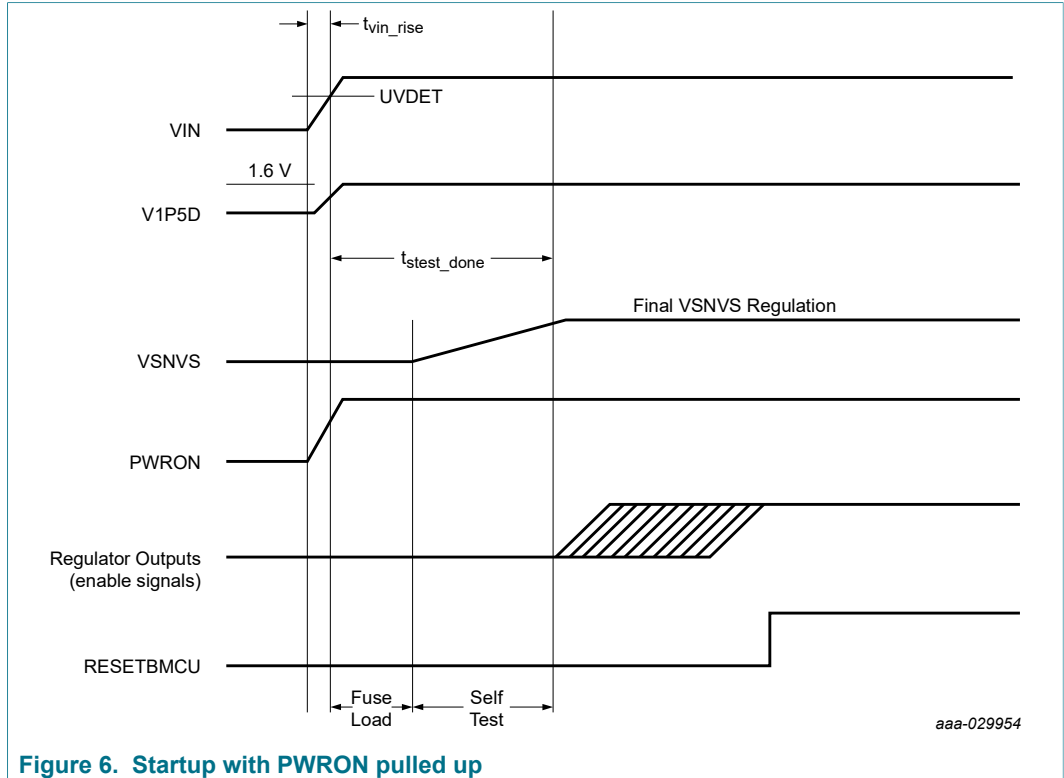 tvin_rise
UVDET
VIN
1.6 V
V1P5D
tstest_done
Final VSNVS Regulation
VSNVS
PWRON
Regulator Outputs
(enable signals)
RESETBMCU
Fuse
Load
Self
Test
aaa-029954
Figure 6. Startup with PWRON pulled up